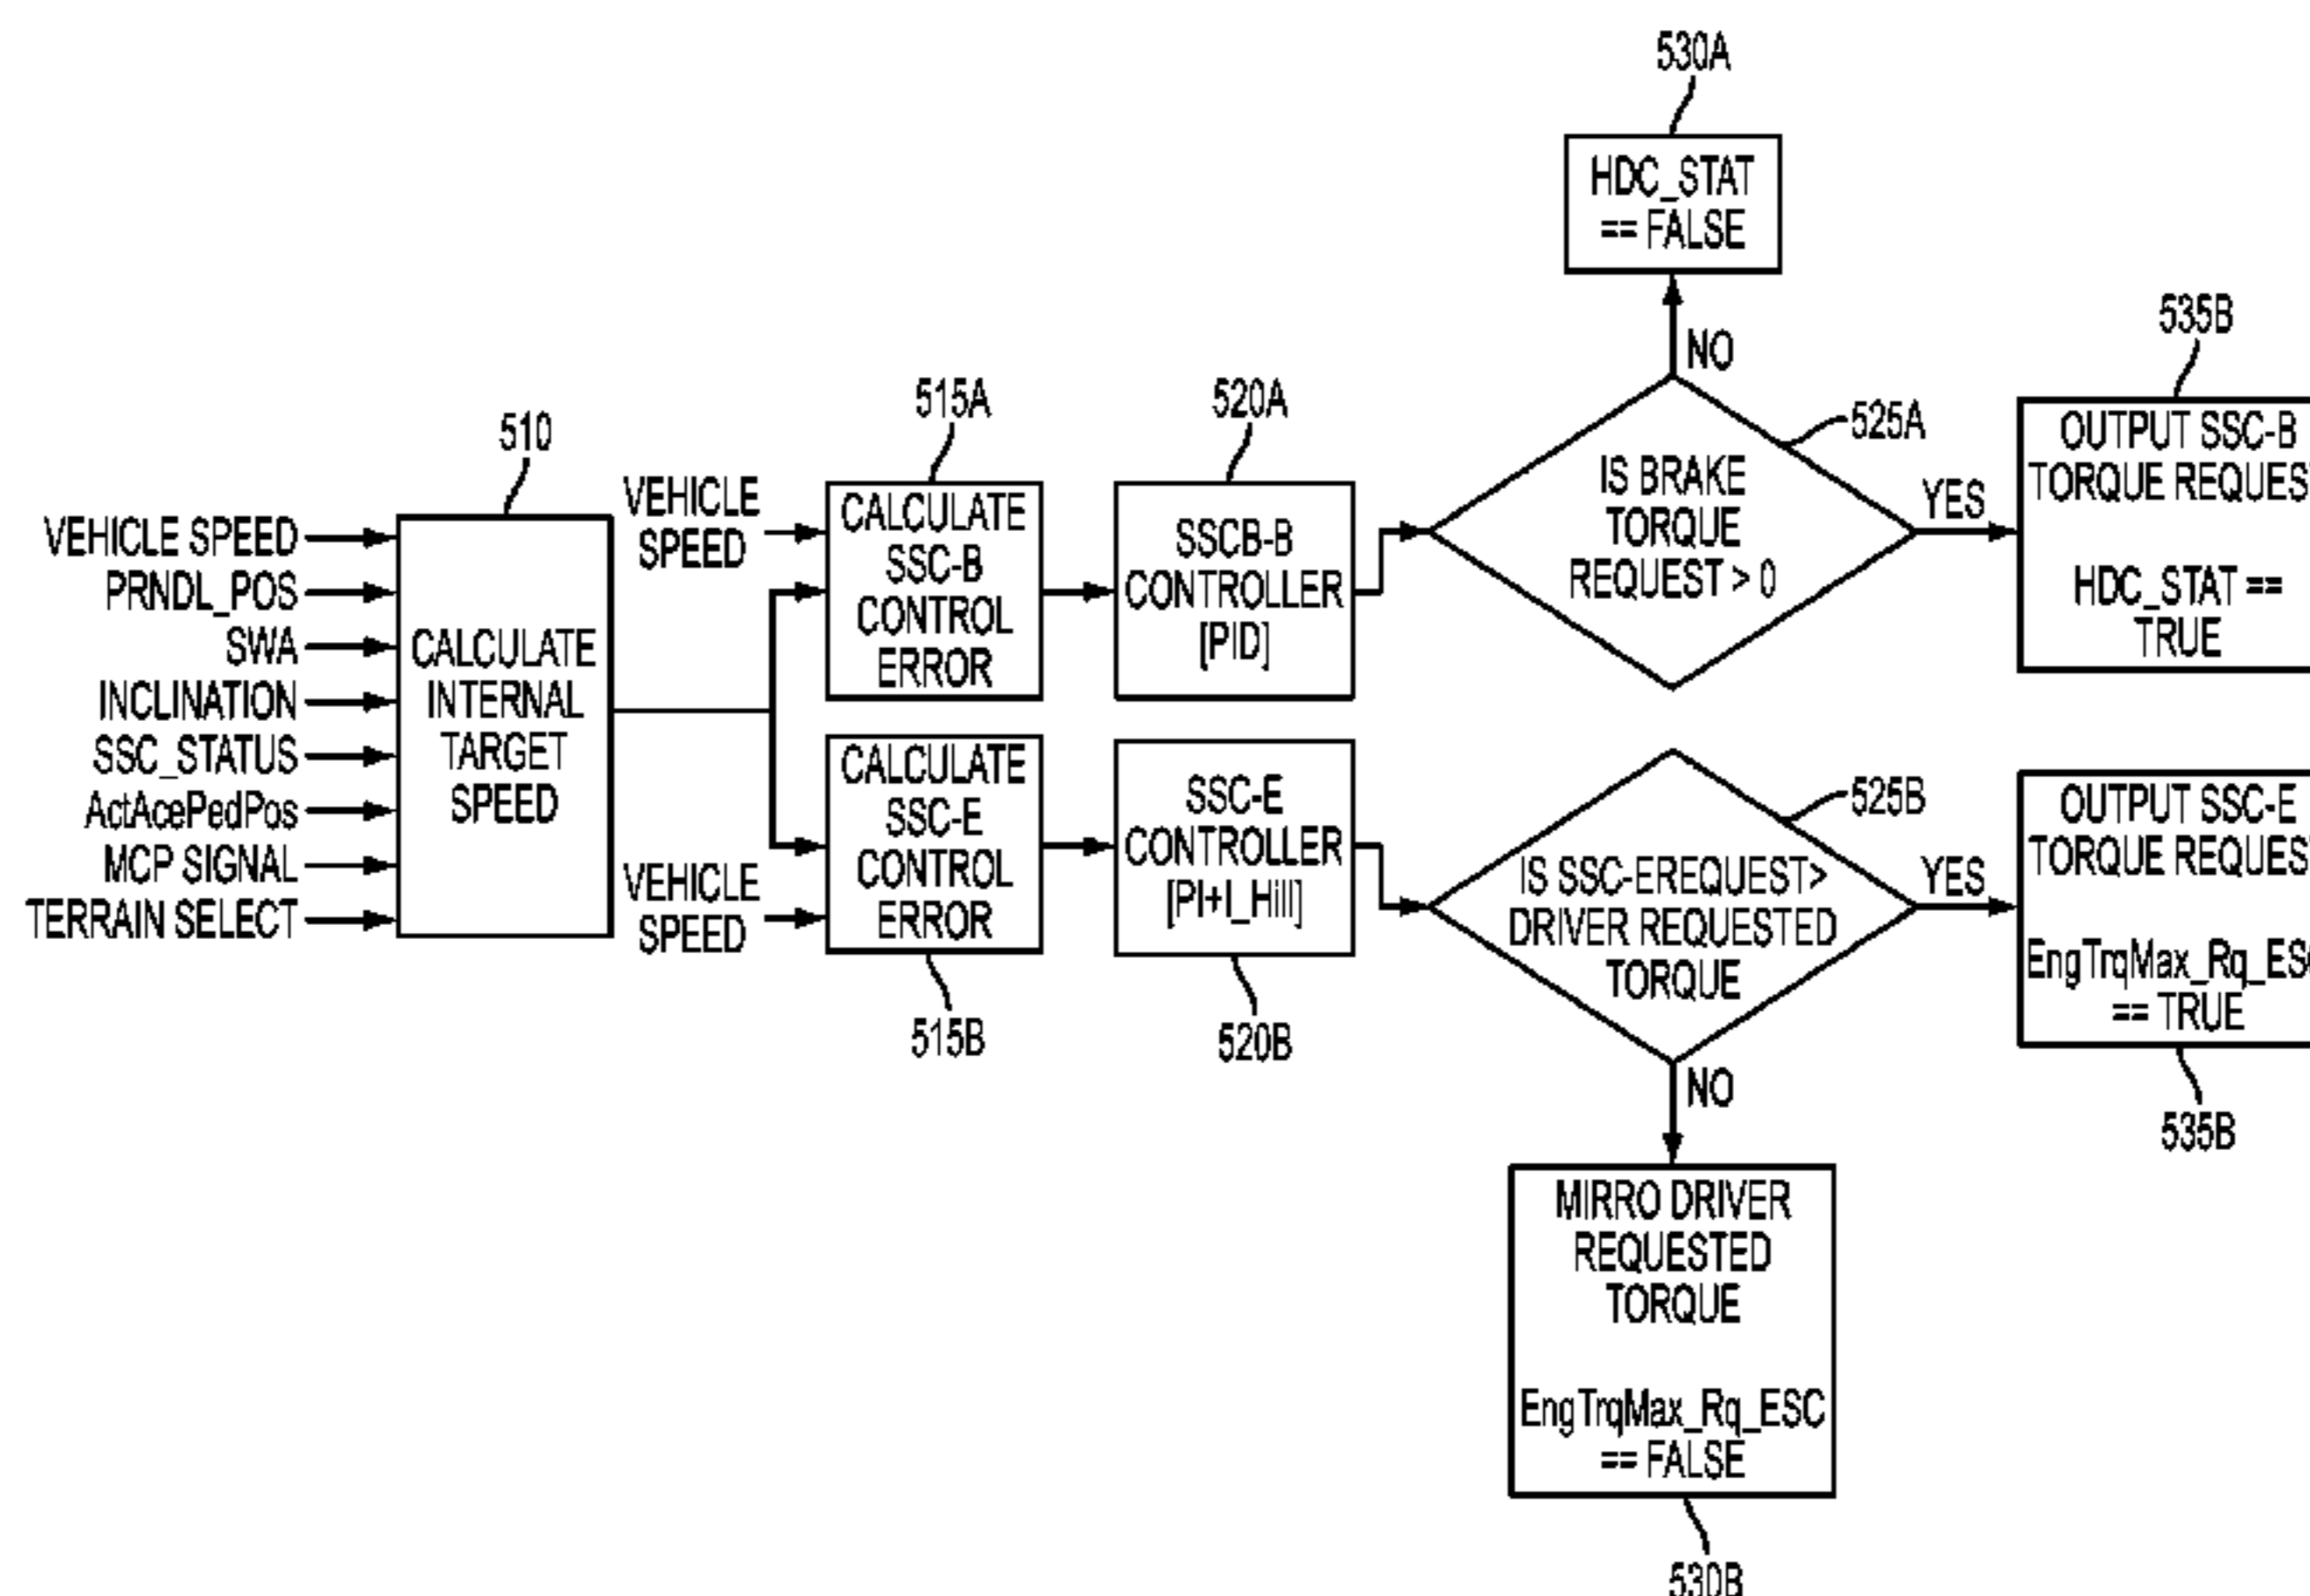 530A
HDC_STAT
== FALSE
NO
535B
OUTPUT SSC-B
TORQUE REQUEST
HDC_STAT ==
TRUE
525A
IS BRAKE
TORQUE
REQUEST > 0
YES
515A
520A
510
VEHICLE
SPEED
CALCULATE
SSC-B
CONTROL
ERROR
SSCB-B
CONTROLLER
[PID]
VEHICLE SPEED
PRNDL_POS
SWA
INCLINATION
SSC_STATUS
ActAcePedPos
MCP SIGNAL
TERRAIN SELECT
CALCULATE
INTERNAL
TARGET
SPEED
VEHICLE
SPEED
CALCULATE
SSC-E
CONTROL
ERROR
SSC-E
CONTROLLER
[PI+I_Hill]
515B
520B
525B
IS SSC-EREQUEST>
DRIVER REQUESTED
TORQUE
YES
OUTPUT SSC-E
TORQUE REQUEST
EngTrqMax_Rq_ESC
== TRUE
535B
NO
MIRRO DRIVER
REQUESTED
TORQUE
EngTrqMax_Rq_ESC
== FALSE
530B